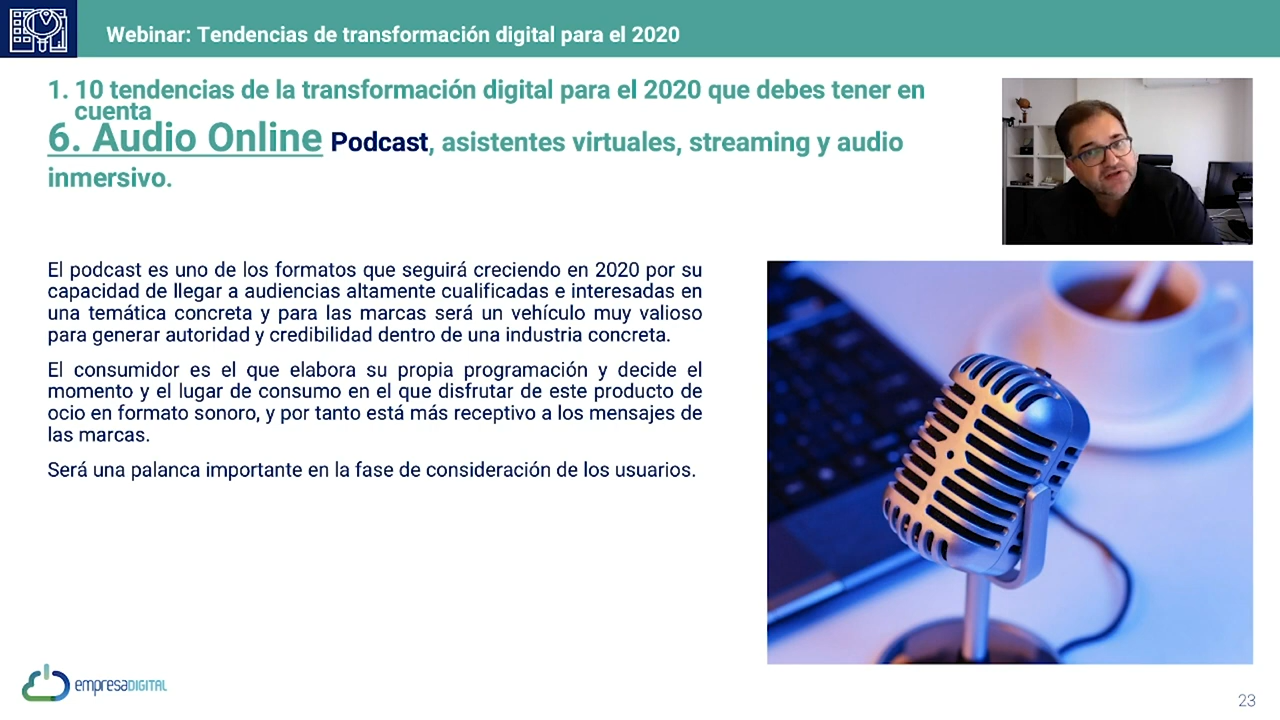 Webinar: Tendencias de transformación digital para el 2020
1. 10 tendencias de la transformación digital para el 2020 que debes tener en
cuenta
6. Audio Online Podcast, asistentes virtuales, streaming y audio
inmersivo.
El podcast es uno de los formatos que seguirá creciendo en 2020 por su
capacidad de llegar a audiencias altamente cualificadas e interesadas en
una temática concreta y para las marcas será un vehículo muy valioso
para generar autoridad y credibilidad dentro de una industria concreta.
El consumidor es el que elabora su propia programación y decide el
momento y el lugar de consumo en el que disfrutar de este producto de
ocio en formato sonoro, y por tanto está más receptivo a los mensajes de
las marcas.
Será una palanca importante en la fase de consideración de los usuarios.
empresaDIGITAL
23